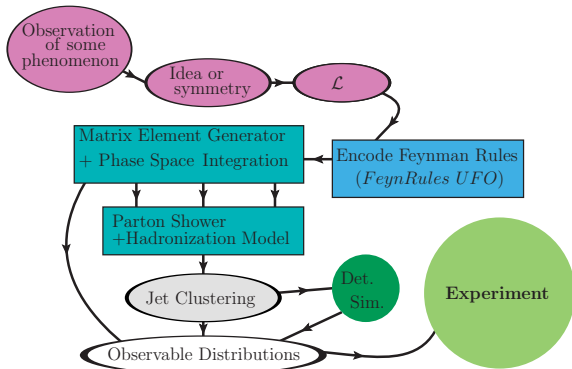 Observation
of some
phenomenon
Idea or
symmetry
ℒ
Matrix Element Generator
+ Phase Space Integration
Encode Feynman Rules
(FeynRules UFO)
Parton Shower
+Hadronization Model
Jet Clustering
Det.
Sim.
Experiment
Observable Distributions